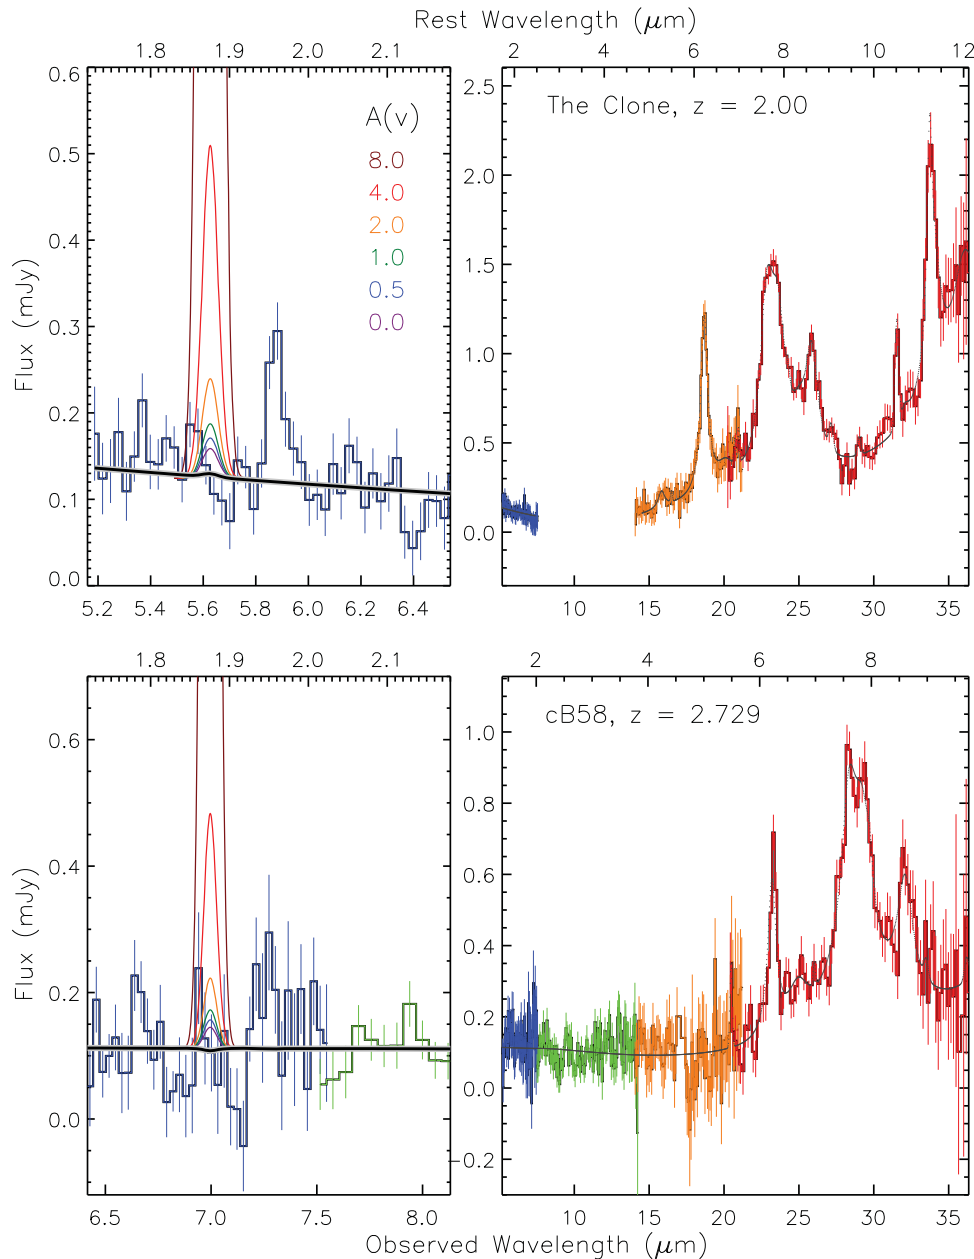 Rest Wavelength (μm)
1.8 1.9 2.0 2.1
2 4 6 8 10 12
0.6
0.5
0.4
0.3
0.2
0.1
0.0
Flux (mJy)
A(v)
8.0
4.0
2.0
1.0
0.5
0.0
5.2 5.4 5.6 5.8 6.0 6.2 6.4
The Clone, z = 2.00
2.5
2.0
1.5
1.0
0.5
0.0
10 15 20 25 30 35
1.8 1.9 2.0 2.1
2 4 6 8
0.6
0.4
0.2
0.0
Flux (mJy)
6.5 7.0 7.5 8.0
cB58, z = 2.729
1.0
0.8
0.6
0.4
0.2
0.0
−0.2
10 15 20 25 30 35
Observed Wavelength (μm)